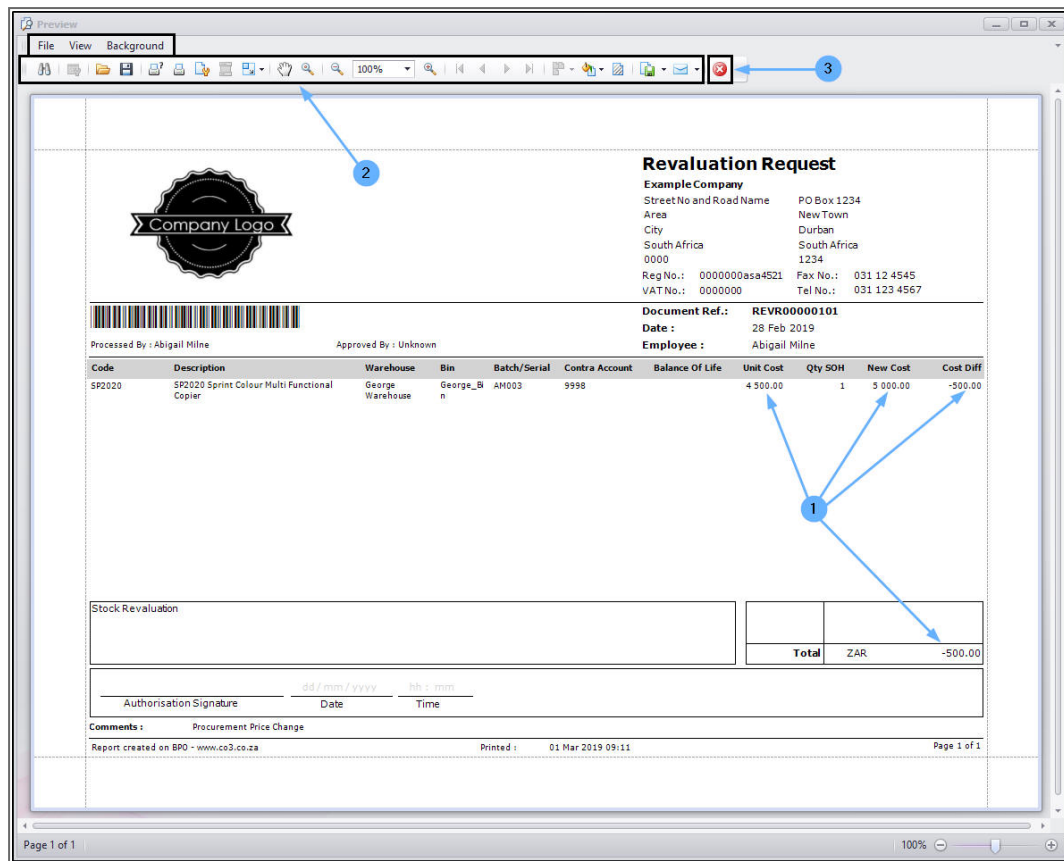 Preview
File View Background
100%
3
2
Revaluation Request
Company Logo
Example Company
Street No and Road Name PO Box 1234
Area New Town
City Durban
South Africa South Africa
0000 1234
Reg No.: 0000000asa4521 Fax No.: 031 12 4545
VAT No.: 0000000 Tel No.: 031 123 4567
Document Ref.: REVR00000101
Date : 28 Feb 2019
Processed By : Abigail Milne Approved By : Unknown Employee : Abigail Milne
Code Description Warehouse Bin Batch/Serial Contra Account Balance Of Life Unit Cost Qty SOH New Cost Cost Diff
SP2020 SP2020 Sprint Colour Multi Functional George George_Bi AM003 9998 4 500.00 1 5 000.00 -500.00
Copier Warehouse n
1
Stock Revaluation
Total ZAR -500.00
dd / mm / yyyy hh : mm
Authorisation Signature Date Time
Comments : Procurement Price Change
Report created on BPO - www.co3.co.za Printed : 01 Mar 2019 09:11 Page 1 of 1
Page 1 of 1 100%